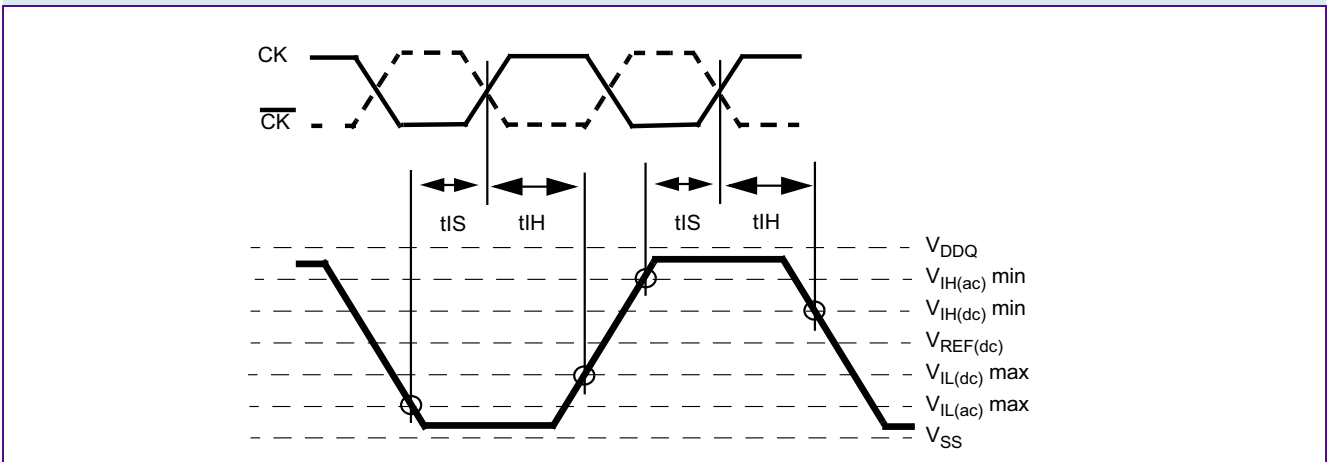 CK
CK
tIS
tIH
tIS
tIH
VDDQ
VIH(ac) min
VIH(dc) min
VREF(dc)
VIL(dc) max
VIL(ac) max
VSS